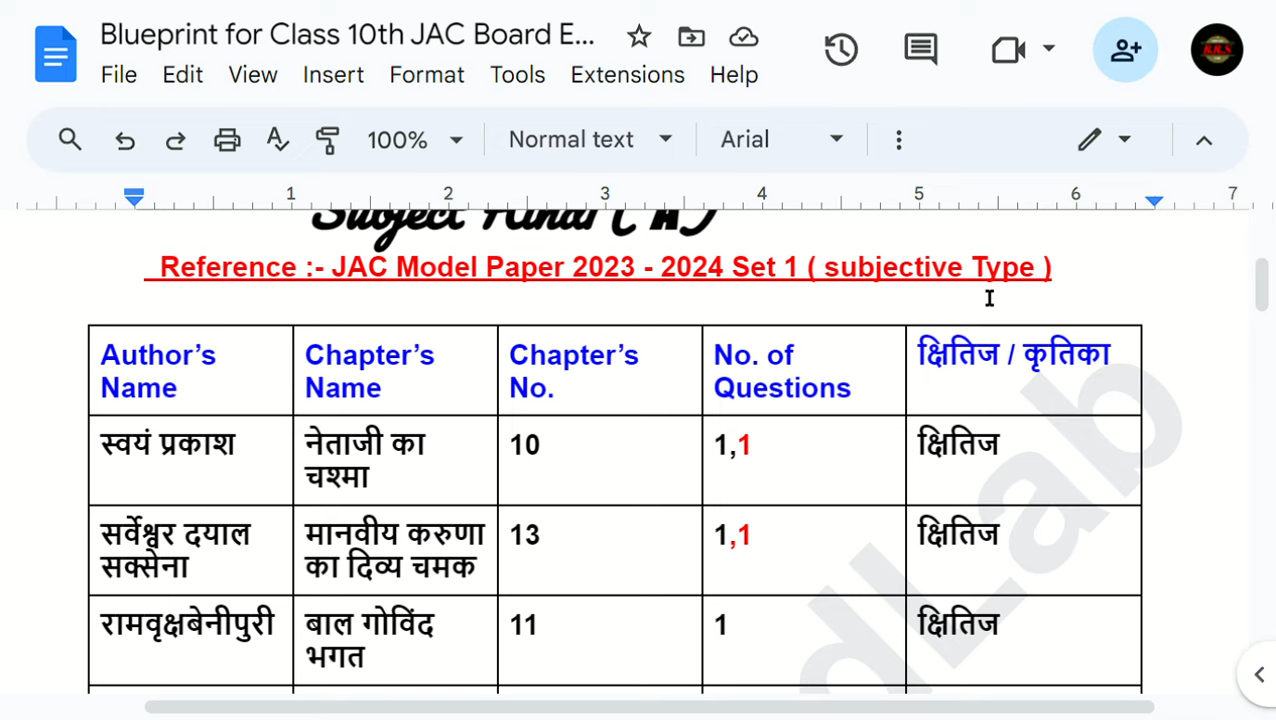 Blueprint for Class 10th JAC Board E...
File Edit View Insert Format Tools Extensions Help
100% Normal text Arial
1 2 3 4 5 6 7
Subject Hindi ( A )
Reference :- JAC Model Paper 2023 - 2024 Set 1 ( subjective Type )
Author’s Name Chapter’s Name Chapter’s No. No. of Questions क्षितिज / कृतिका
स्वयं प्रकाश नेताजी का चश्मा 10 1,1 क्षितिज
सर्वेश्वर दयाल सक्सेना मानवीय करुणा का दिव्य चमक 13 1,1 क्षितिज
रामवृक्षबेनीपुरी बाल गोविंद भगत 11 1 क्षितिज